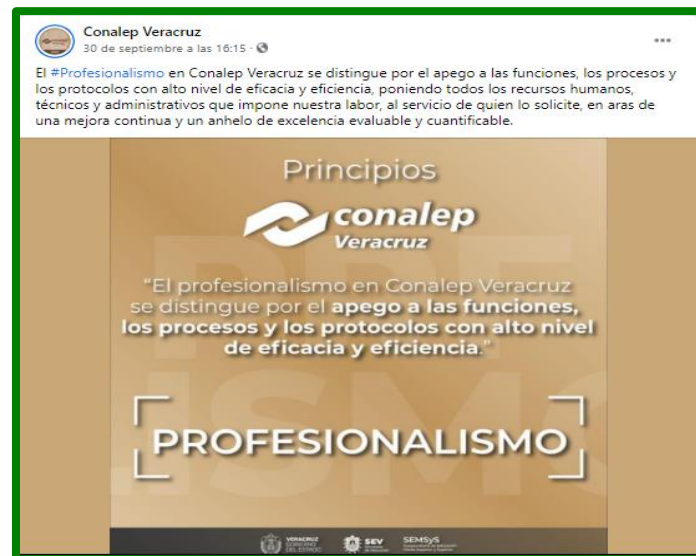 Conalep Veracruz
30 de septiembre a las 16:15 ·
El #Profesionalismo en Conalep Veracruz se distingue por el apego a las funciones, los procesos y
los protocolos con alto nivel de eficacia y eficiencia, poniendo todos los recursos humanos,
técnicos y administrativos que impone nuestra labor, al servicio de quien lo solicite, en aras de
una mejora continua y un anhelo de excelencia evaluable y cuantificable.
Principios
conalep
Veracruz
“El profesionalismo en Conalep Veracruz
se distingue por el apego a las funciones,
los procesos y los protocolos con alto nivel
de eficacia y eficiencia.”
PROFESIONALISMO
VERACRUZ
GOBIERNO
DEL ESTADO
SEV
SEMSyS